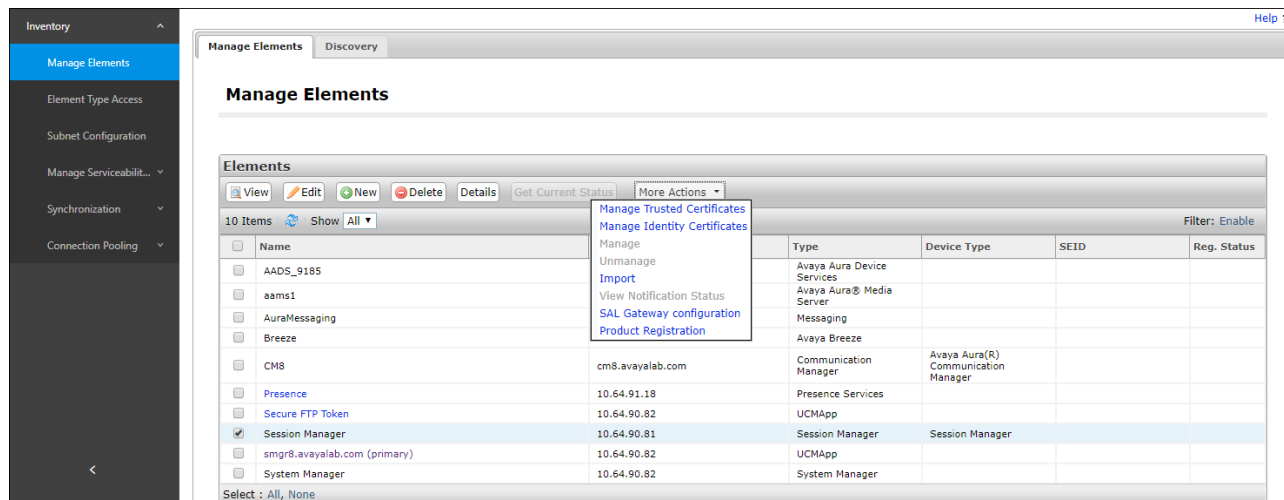 Help
Inventory
Manage Elements
Element Type Access
Subnet Configuration
Manage Serviceabilit...
Synchronization
Connection Pooling
Manage Elements Discovery
Manage Elements
Elements
View Edit New Delete Details Get Current Status More Actions
Manage Trusted Certificates
Manage Identity Certificates
Manage
Unmanage
Import
View Notification Status
SAL Gateway configuration
Product Registration
10 Items Show All Filter: Enable
Name Type Device Type SEID Reg. Status
AADS_9185 Avaya Aura Device Services
aams1 Avaya Aura® Media Server
AuraMessaging Messaging
Breeze Avaya Breeze
CM8 cm8.avayalab.com Communication Manager Avaya Aura(R) Communication Manager
Presence 10.64.91.18 Presence Services
Secure FTP Token 10.64.90.82 UCMApp
Session Manager 10.64.90.81 Session Manager Session Manager
smgr8.avayalab.com (primary) 10.64.90.82 UCMApp
System Manager 10.64.90.82 System Manager
Select : All, None